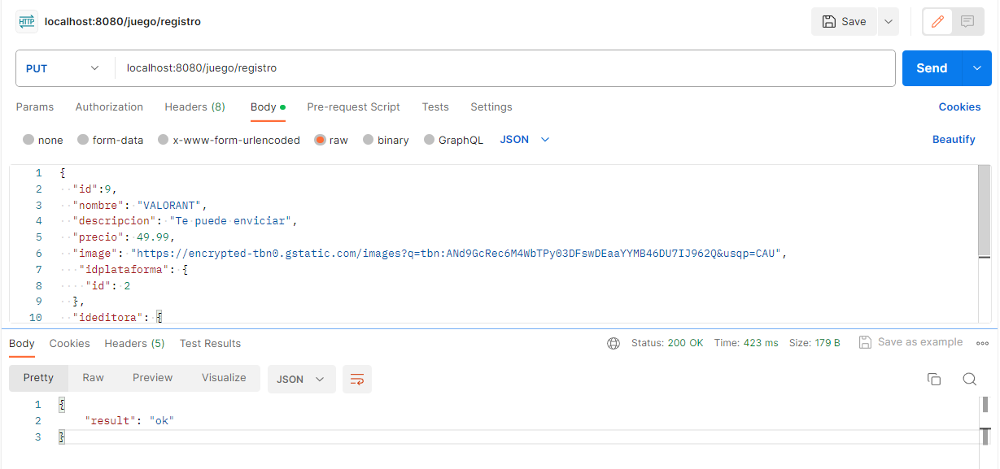 HTTP localhost:8080/juego/registro Save
PUT localhost:8080/juego/registro Send
Params Authorization Headers (8) Body Pre-request Script Tests Settings Cookies
none form-data x-www-form-urlencoded raw binary GraphQL JSON Beautify
1 {
2 "id":9,
3 "nombre": "VALORANT",
4 "descripcion": "Te puede enviciar",
5 "precio": 49.99,
6 "image": "https://encrypted-tbn0.gstatic.com/images?q=tbn:ANd9GcRec6M4WbTPy03DFswDEaaYYMB46DU7IJ962Q&usqp=CAU",
7 "idplataforma": {
8 "id": 2
9 },
10 "ideditora": {
Body Cookies Headers (5) Test Results Status: 200 OK Time: 423 ms Size: 179 B Save as example
Pretty Raw Preview Visualize JSON
1 {
2 "result": "ok"
3 }